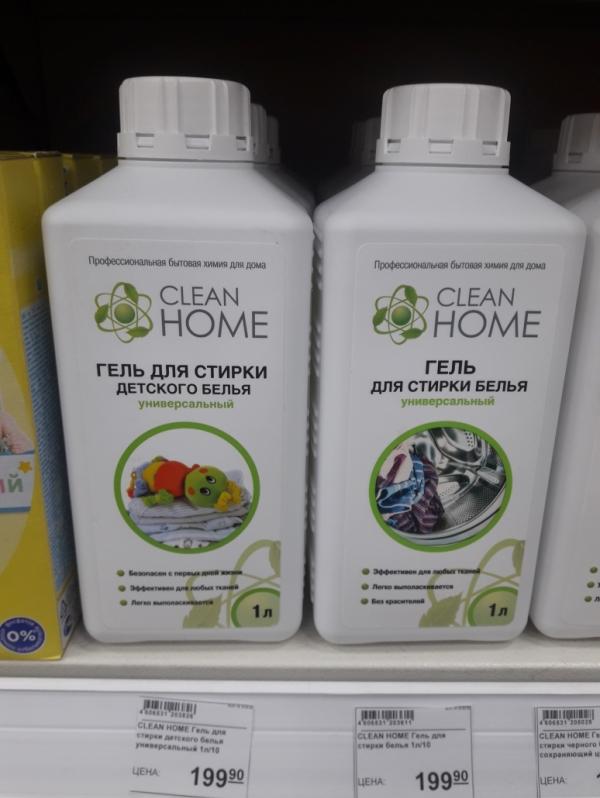 Профессиональная бытовая химия для дома
CLEAN
HOME
ГЕЛЬ ДЛЯ СТИРКИ
ДЕТСКОГО БЕЛЬЯ
универсальный
Безопасен с первых дней жизни
Эффективен для любых тканей
Легко выполаскивается
1л
Профессиональная бытовая химия для дома
CLEAN
HOME
ГЕЛЬ
ДЛЯ СТИРКИ БЕЛЬЯ
универсальный
Эффективен для любых тканей
Легко выполаскивается
Без красителей
1л
0%
CLEAN HOME Гель для
стирки детского белья
универсальный 1л/10
ЦЕНА: 199 90
CLEAN HOME Гель для
стирки белья 1л/10
ЦЕНА: 199 90
CLEAN HOME
стирки черного
ЦЕНА: